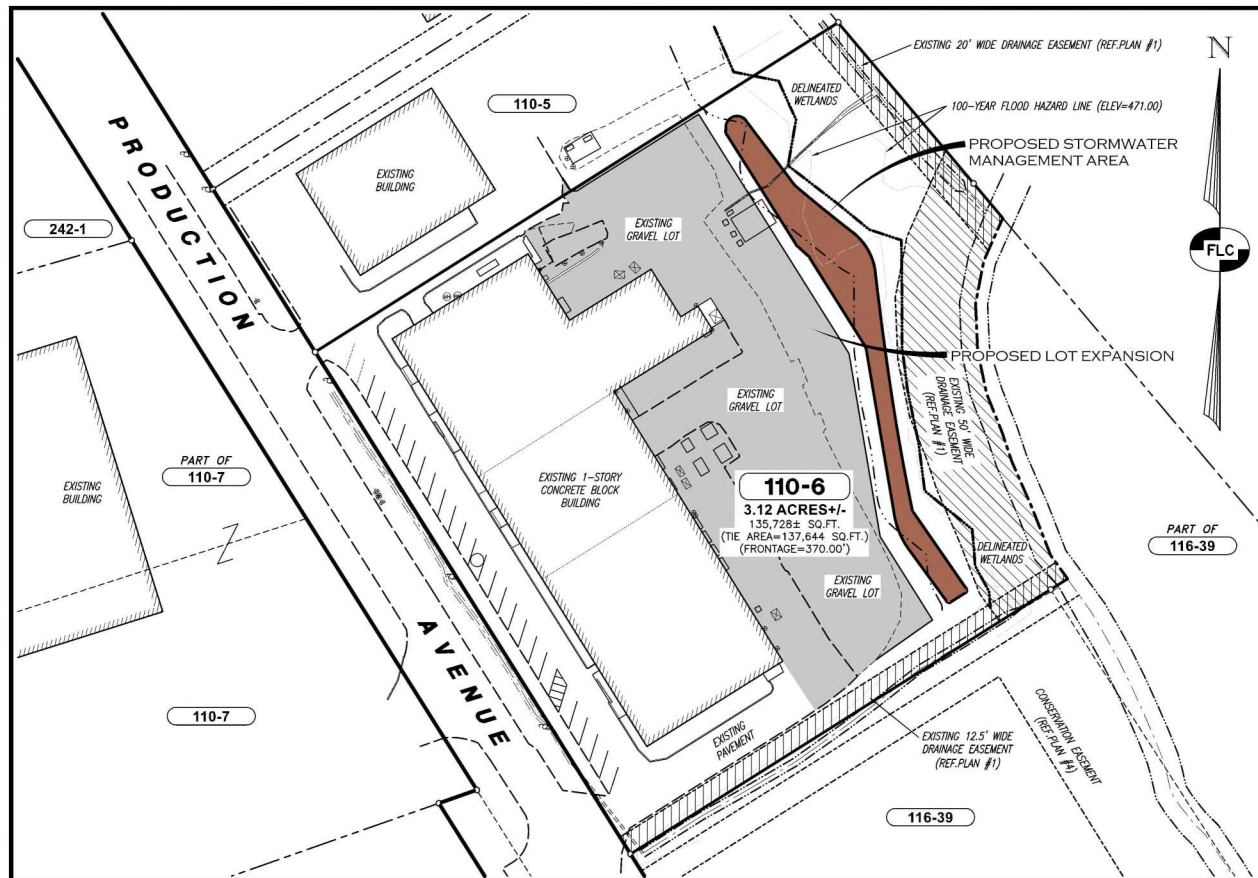 EXISTING 20' WIDE DRAINAGE EASEMENT (REF.PLAN #1)
N
110-5
DELINEATED
WETLANDS
100-YEAR FLOOD HAZARD LINE (ELEV=471.00)
PROPOSED STORMWATER
MANAGEMENT AREA
PRODUCTION
EXISTING
BUILDING
242-1
EXISTING
GRAVEL LOT
FLC
PROPOSED LOT EXPANSION
EXISTING
GRAVEL LOT
EXISTING 50' WIDE
DRAINAGE EASEMENT
(REF.PLAN #1)
PART OF
110-7
EXISTING
BUILDING
EXISTING 1-STORY
CONCRETE BLOCK
BUILDING
110-6
3.12 ACRES+/-
135,728± SQ.FT.
(TIE AREA=137,644 SQ.FT.)
(FRONTAGE=370.00')
PART OF
116-39
DELINEATED
WETLANDS
EXISTING
GRAVEL LOT
AVENUE
110-7
EXISTING
PAVEMENT
EXISTING 12.5' WIDE
DRAINAGE EASEMENT
(REF.PLAN #1)
CONSERVATION EASEMENT
(REF.PLAN #4)
116-39